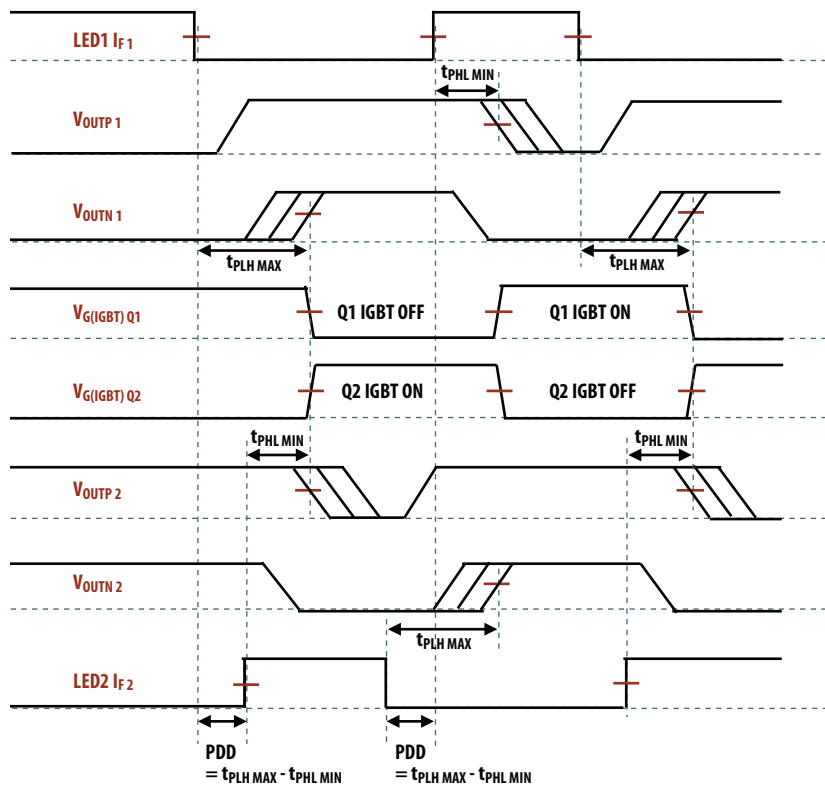 LED1 IF 1
tPHL MIN
VOUTP 1
VOUTN 1
tPLH MAX
tPLH MAX
VG(IGBT) Q1
Q1 IGBT OFF
Q1 IGBT ON
VG(IGBT) Q2
Q2 IGBT ON
Q2 IGBT OFF
tPHL MIN
tPHL MIN
VOUTP 2
VOUTN 2
tPLH MAX
LED2 IF 2
PDD
= tPLH MAX - tPHL MIN
PDD
= tPLH MAX - tPHL MIN